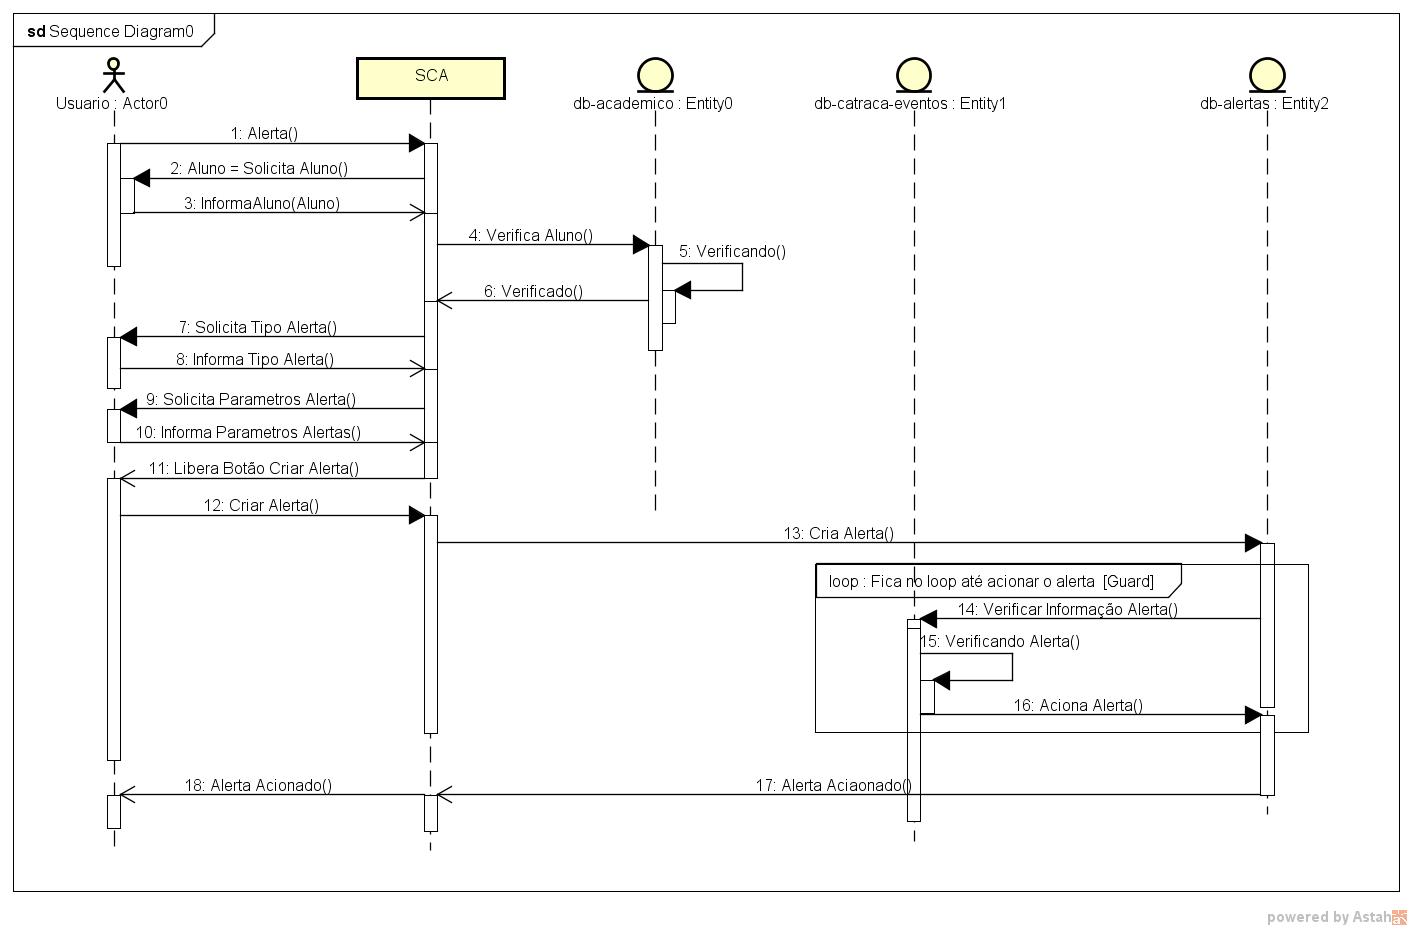 sd Sequence Diagram0
Usuario : Actor0
SCA
db-academico : Entity0
db-catraca-eventos : Entity1
db-alertas : Entity2
1: Alerta()
2: Aluno = Solicita Aluno()
3: InformaAluno(Aluno)
4: Verifica Aluno()
5: Verificando()
6: Verificado()
7: Solicita Tipo Alerta()
8: Informa Tipo Alerta()
9: Solicita Parametros Alerta()
10: Informa Parametros Alertas()
11: Libera Botão Criar Alerta()
12: Criar Alerta()
13: Cria Alerta()
loop : Fica no loop até acionar o alerta [Guard]
14: Verificar Informação Alerta()
15: Verificando Alerta()
16: Aciona Alerta()
17: Alerta Aciaonado()
18: Alerta Acionado()
powered by Astah